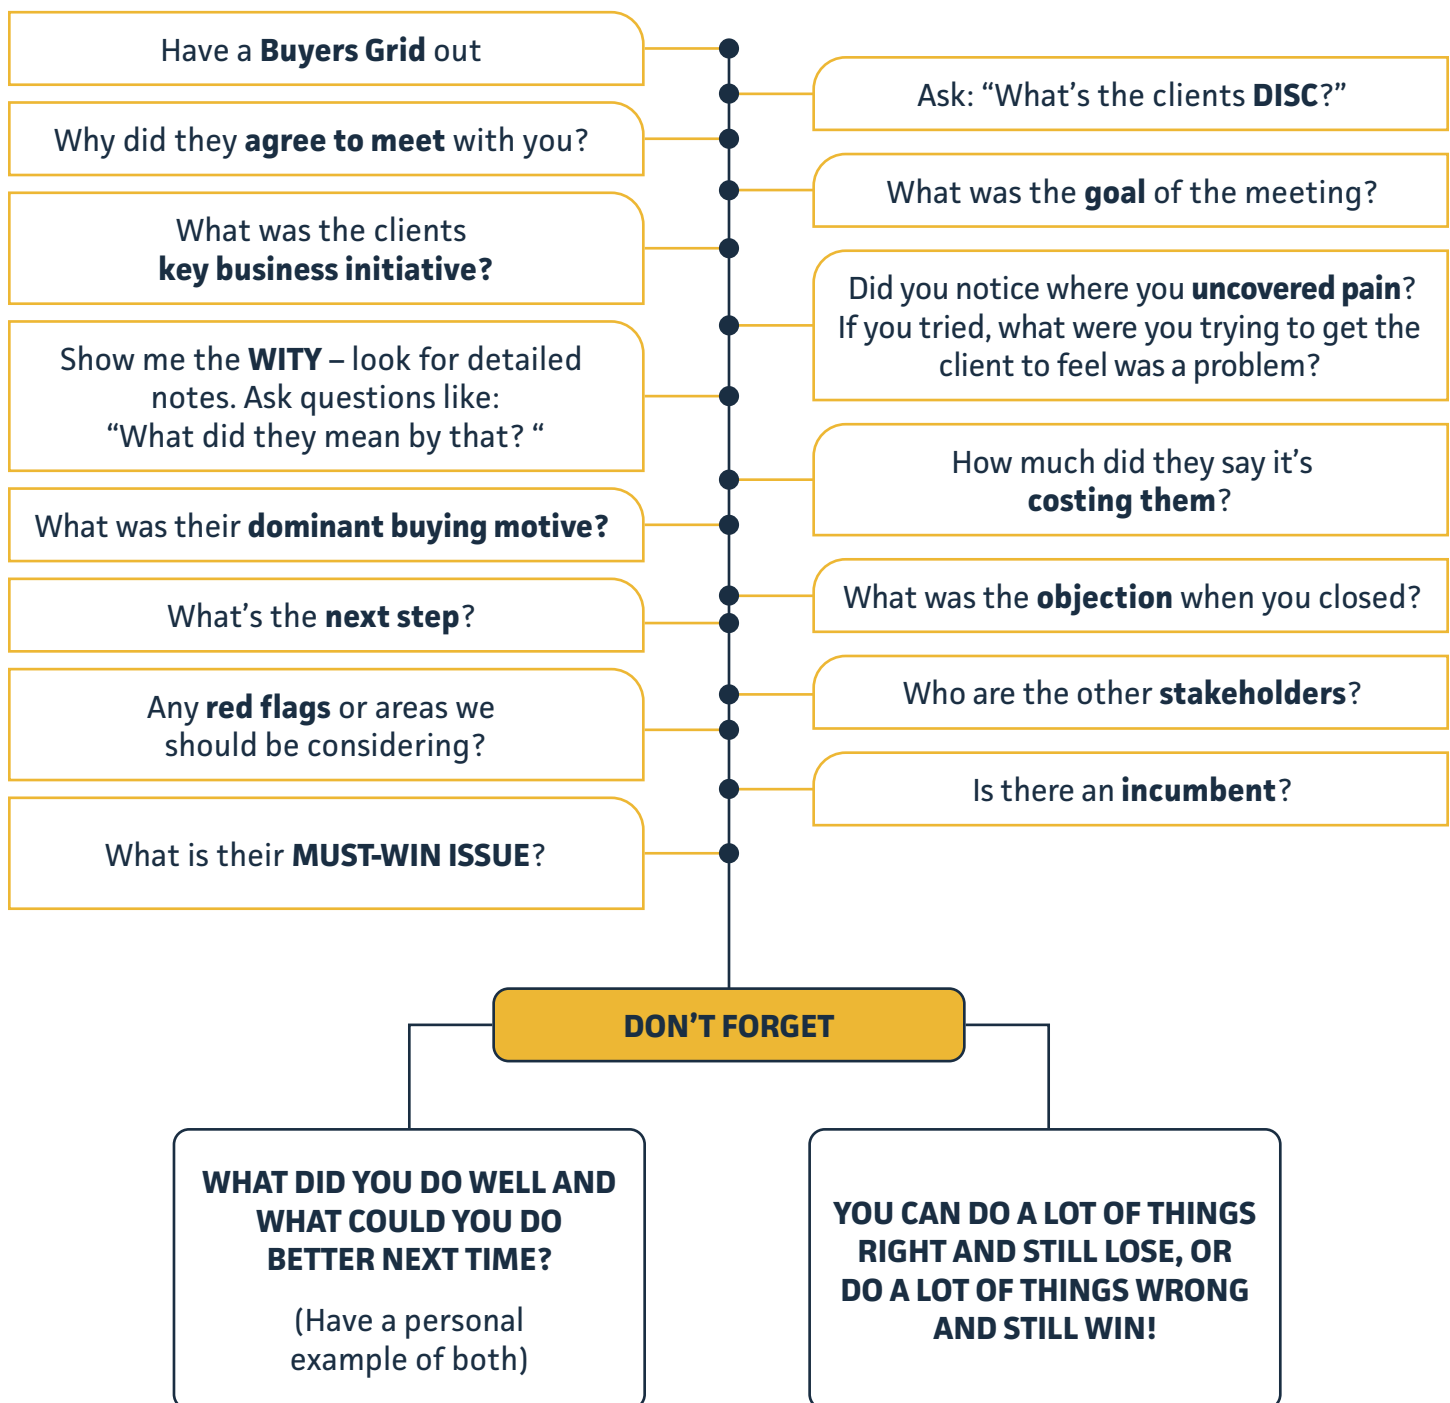 Have a Buyers Grid out
Ask: “What’s the clients DISC?”
Why did they agree to meet with you?
What was the goal of the meeting?
What was the clients
key business initiative?
Did you notice where you uncovered pain?
If you tried, what were you trying to get the
client to feel was a problem?
Show me the WITY – look for detailed
notes. Ask questions like:
“What did they mean by that? “
How much did they say it’s
costing them?
What was their dominant buying motive?
What was the objection when you closed?
What’s the next step?
Who are the other stakeholders?
Any red flags or areas we
should be considering?
Is there an incumbent?
What is their MUST-WIN ISSUE?
DON’T FORGET
WHAT DID YOU DO WELL AND
WHAT COULD YOU DO
BETTER NEXT TIME?
(Have a personal
example of both)
YOU CAN DO A LOT OF THINGS
RIGHT AND STILL LOSE, OR
DO A LOT OF THINGS WRONG
AND STILL WIN!